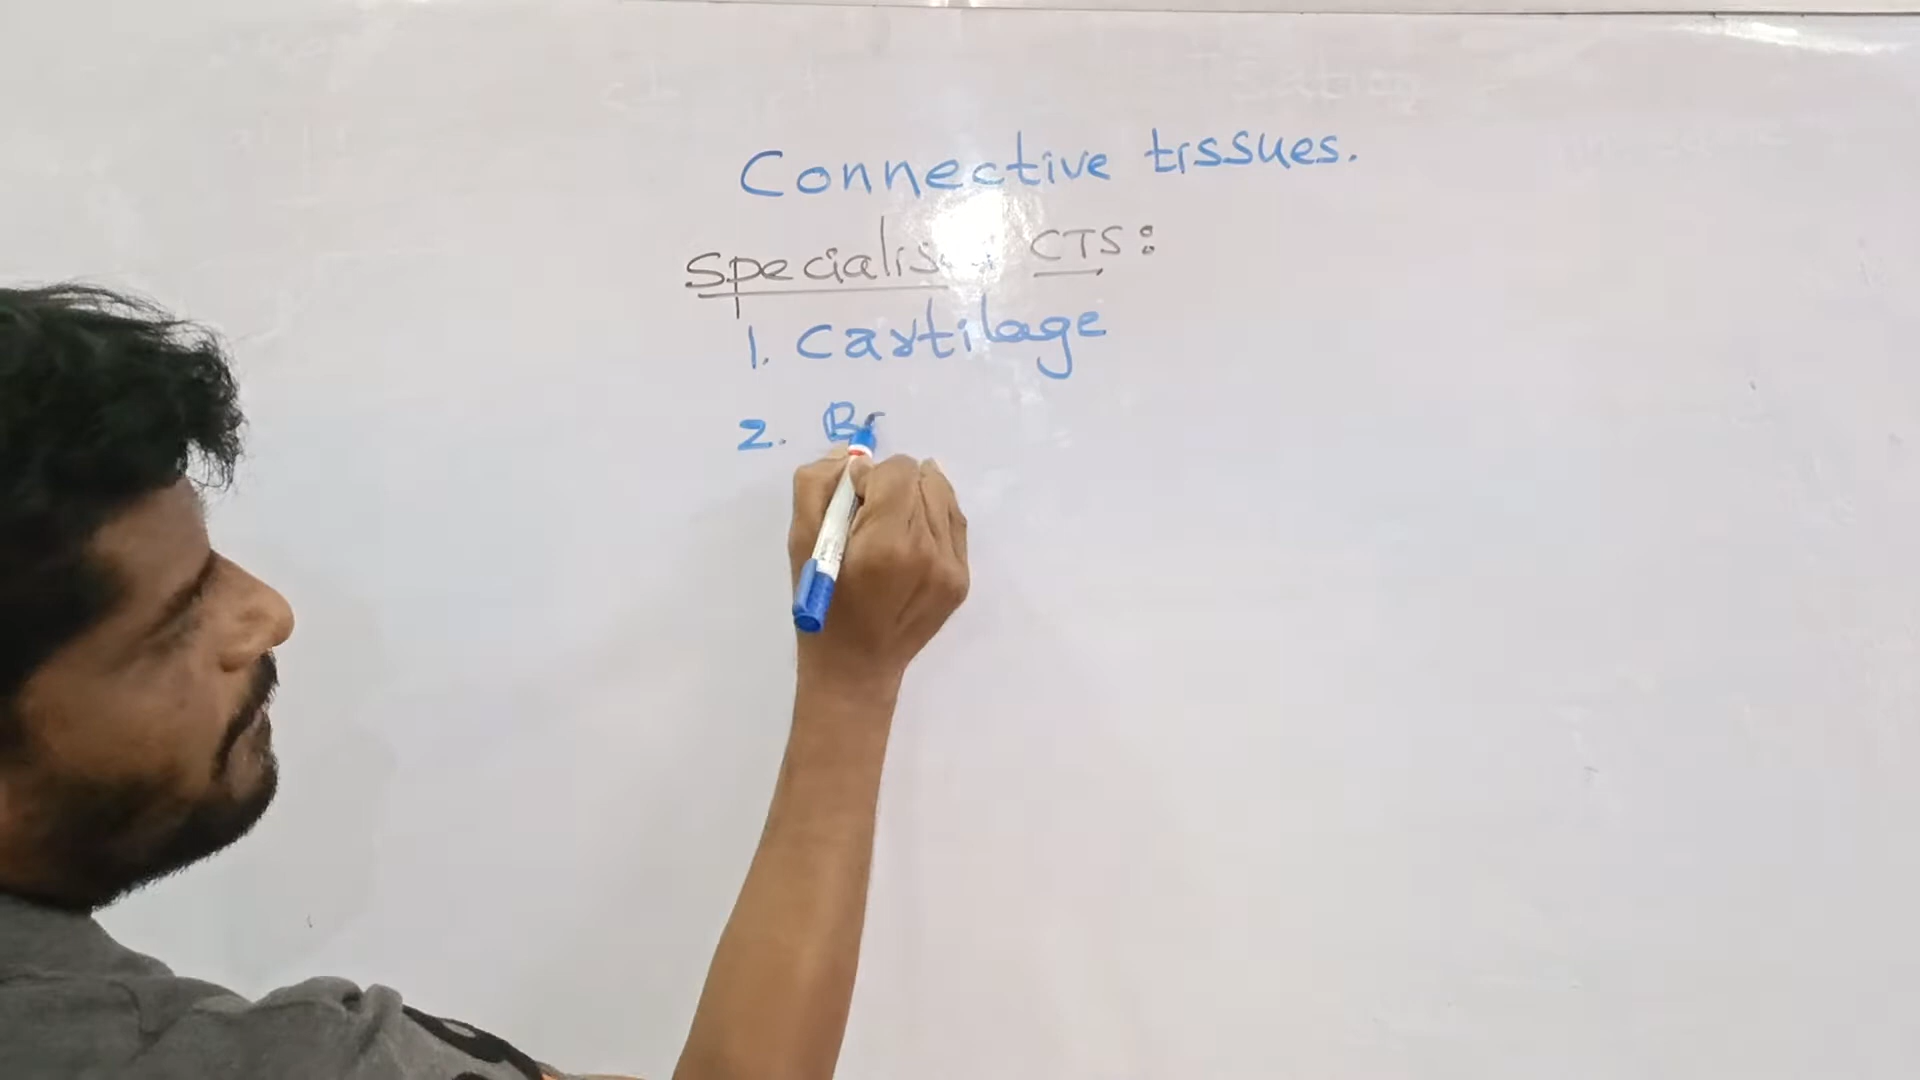 Connective tissues.
Specialised CTS:
1. Cartilage
2. B